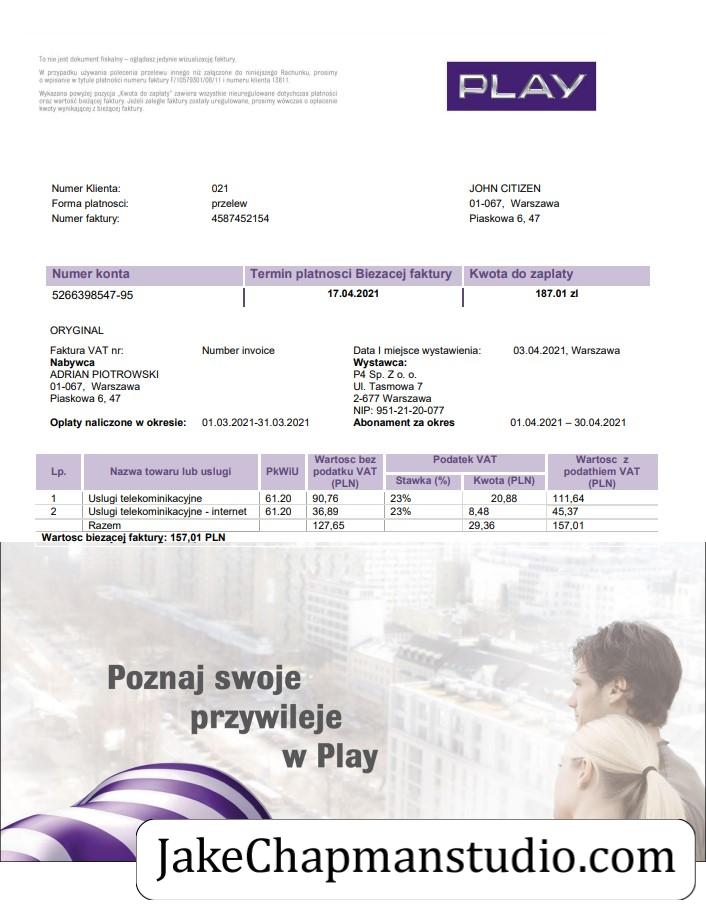 To nie jest dokument fiskalny – oglądasz jedynie wizualizację faktury.
W przypadku używania polecenia przelewu innego niż załączone do niniejszego Rachunku, prosimy
o wpisanie w tytule płatności numeru faktury F/10579301/08/11 i numeru klienta 13811.
Wykazana powyżej pozycja „Kwota do zapłaty" zawiera wszystkie nieuregulowane dotychczas płatności
oraz wartość bieżącej faktury. Jeżeli zaległe faktury zostały uregulowane, prosimy wówczas o opłacenie
kwoty wynikającej z bieżącej faktury.
PLAY
Numer Klienta: 021 JOHN CITIZEN
Forma platnosci: przelew 01-067, Warszawa
Numer faktury: 4587452154 Piaskowa 6, 47
Numer konta Termin platnosci Biezacej faktury Kwota do zaplaty
5266398547-95 17.04.2021 187.01 zl
ORYGINAL
Faktura VAT nr: Number invoice Data I miejsce wystawienia: 03.04.2021, Warszawa
Nabywca Wystawca:
ADRIAN PIOTROWSKI P4 Sp. Z o. o.
01-067, Warszawa Ul. Tasmowa 7
Piaskowa 6, 47 2-677 Warszawa
NIP: 951-21-20-077
Oplaty naliczone w okresie: 01.03.2021-31.03.2021 Abonament za okres 01.04.2021 – 30.04.2021
Lp. Nazwa towaru lub uslugi PkWiU Wartosc bez podatku VAT (PLN) Podatek VAT Stawka (%) Kwota (PLN) Wartosc z podathiem VAT (PLN)
1 Uslugi telekominikacyjne 61.20 90,76 23% 20,88 111,64
2 Uslugi telekominikacyjne - internet 61.20 36,89 23% 8,48 45,37
Razem 127,65 29,36 157,01
Wartosc biezącej faktury: 157,01 PLN
Poznaj swoje
przywileje
w Play
JakeChapmanstudio.com